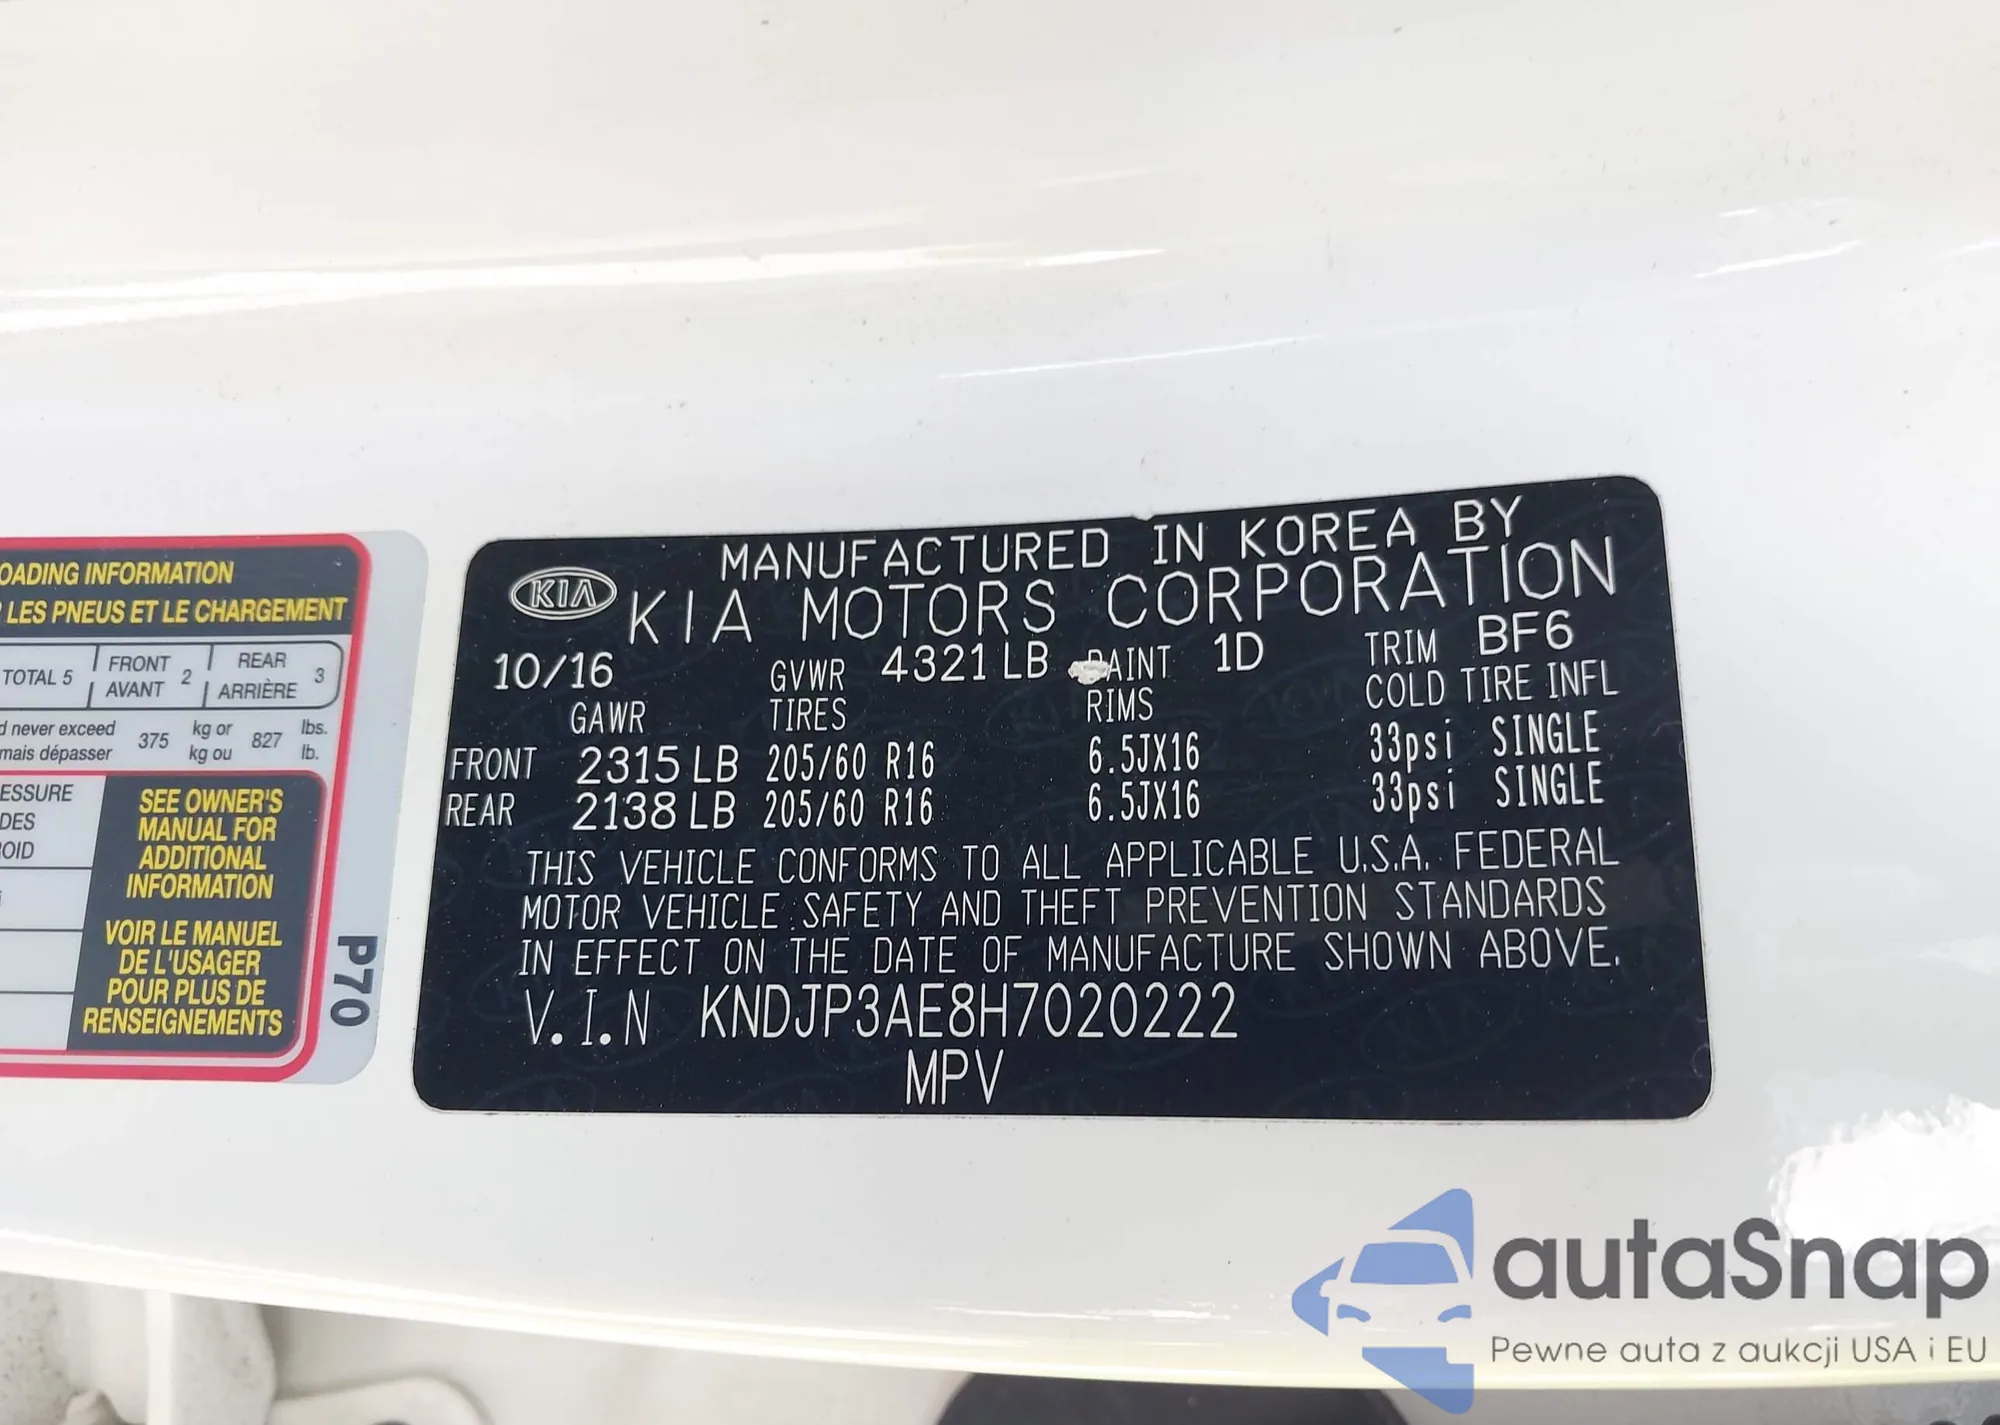 OADING INFORMATION
LES PNEUS ET LE CHARGEMENT
TOTAL 5 FRONT AVANT 2 REAR ARRIÈRE 3
d never exceed 375 kg or 827 lbs.
mais dépasser kg ou lb.
ESSURE
DES
OID
SEE OWNER'S
MANUAL FOR
ADDITIONAL
INFORMATION
VOIR LE MANUEL
DE L'USAGER
POUR PLUS DE
RENSEIGNEMENTS
P70
KIA
MANUFACTURED IN KOREA BY
KIA MOTORS CORPORATION
10/16 GVWR 4321 LB PAINT 1D TRIM BF6
GAWR TIRES RIMS COLD TIRE INFL
FRONT 2315 LB 205/60 R16 6.5JX16 33psi SINGLE
REAR 2138 LB 205/60 R16 6.5JX16 33psi SINGLE
THIS VEHICLE CONFORMS TO ALL APPLICABLE U.S.A. FEDERAL
MOTOR VEHICLE SAFETY AND THEFT PREVENTION STANDARDS
IN EFFECT ON THE DATE OF MANUFACTURE SHOWN ABOVE.
V.I.N KNDJP3AE8H7020222
MPV
autaSnap
Pewne auta z aukcji USA i EU